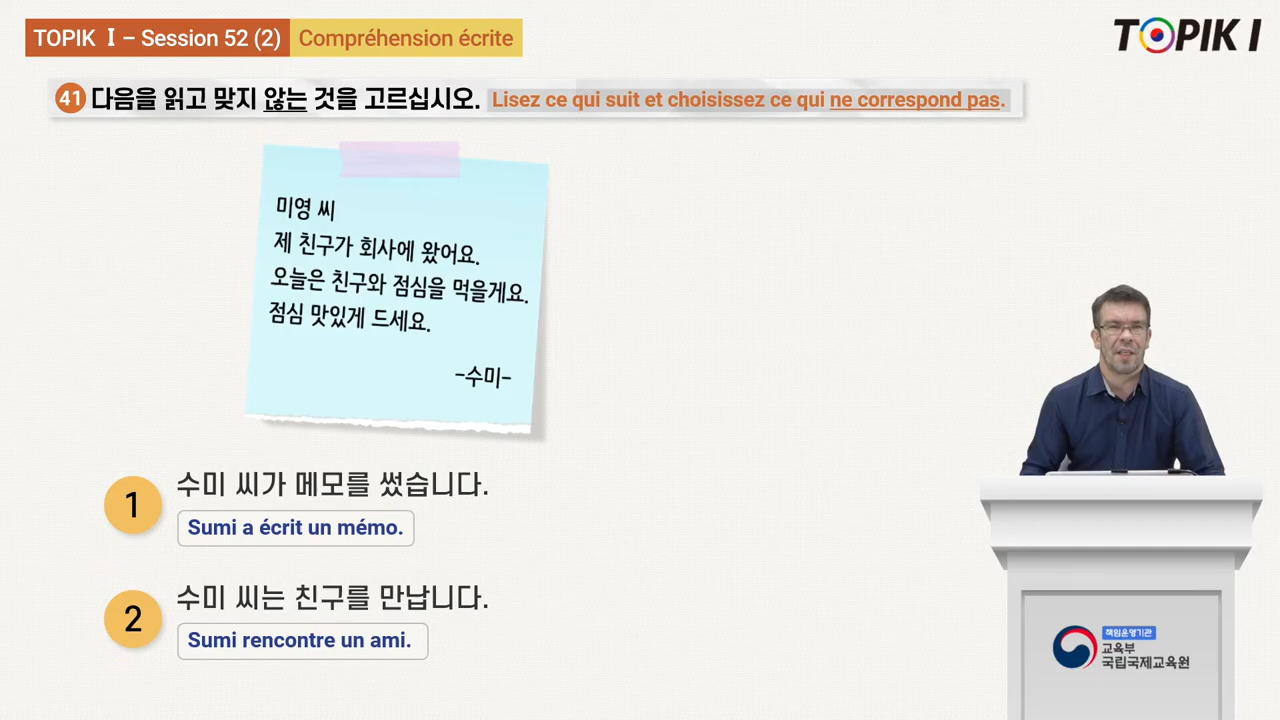 TOPIK Ⅰ – Session 52 (2) Compréhension écrite
TOPIK I
41 다음을 읽고 맞지 않는 것을 고르십시오. Lisez ce qui suit et choisissez ce qui ne correspond pas.
미영 씨
제 친구가 회사에 왔어요.
오늘은 친구와 점심을 먹을게요.
점심 맛있게 드세요.
-수미-
1 수미 씨가 메모를 썼습니다.
Sumi a écrit un mémo.
2 수미 씨는 친구를 만납니다.
Sumi rencontre un ami.
책임운영기관
교육부
국립국제교육원